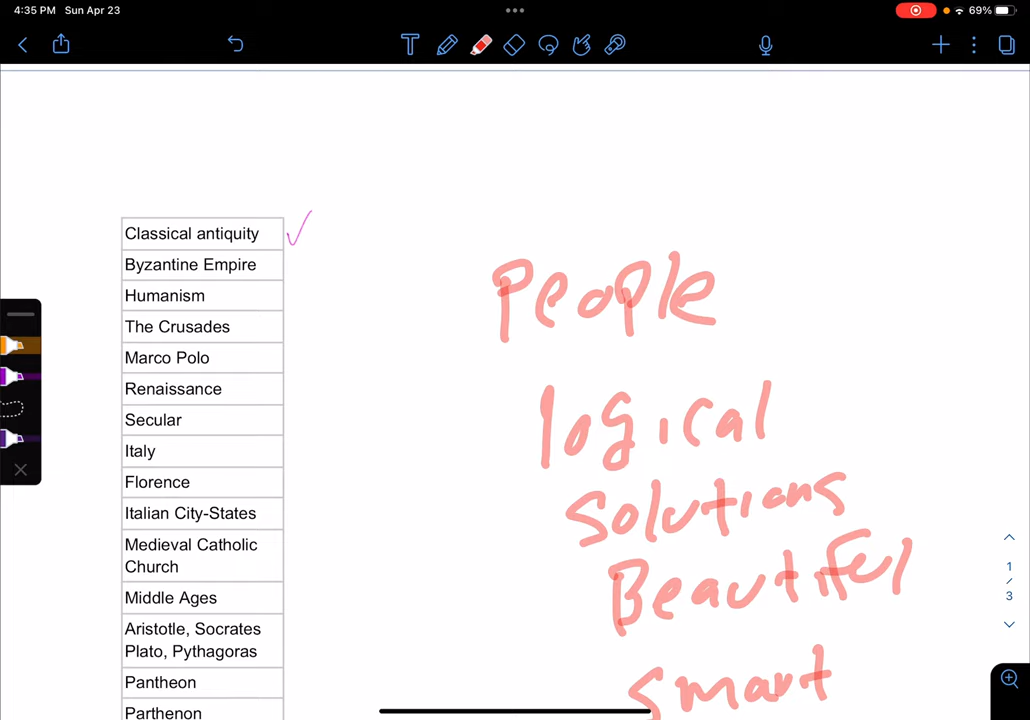 4:35 PM Sun Apr 23
69%
T
Classical antiquity
Byzantine Empire
Humanism
The Crusades
Marco Polo
Renaissance
Secular
Italy
Florence
Italian City-States
Medieval Catholic
Church
Middle Ages
Aristotle, Socrates
Plato, Pythagoras
Pantheon
Parthenon
People
logical
solutions
Beautiful
smart
1
/
3